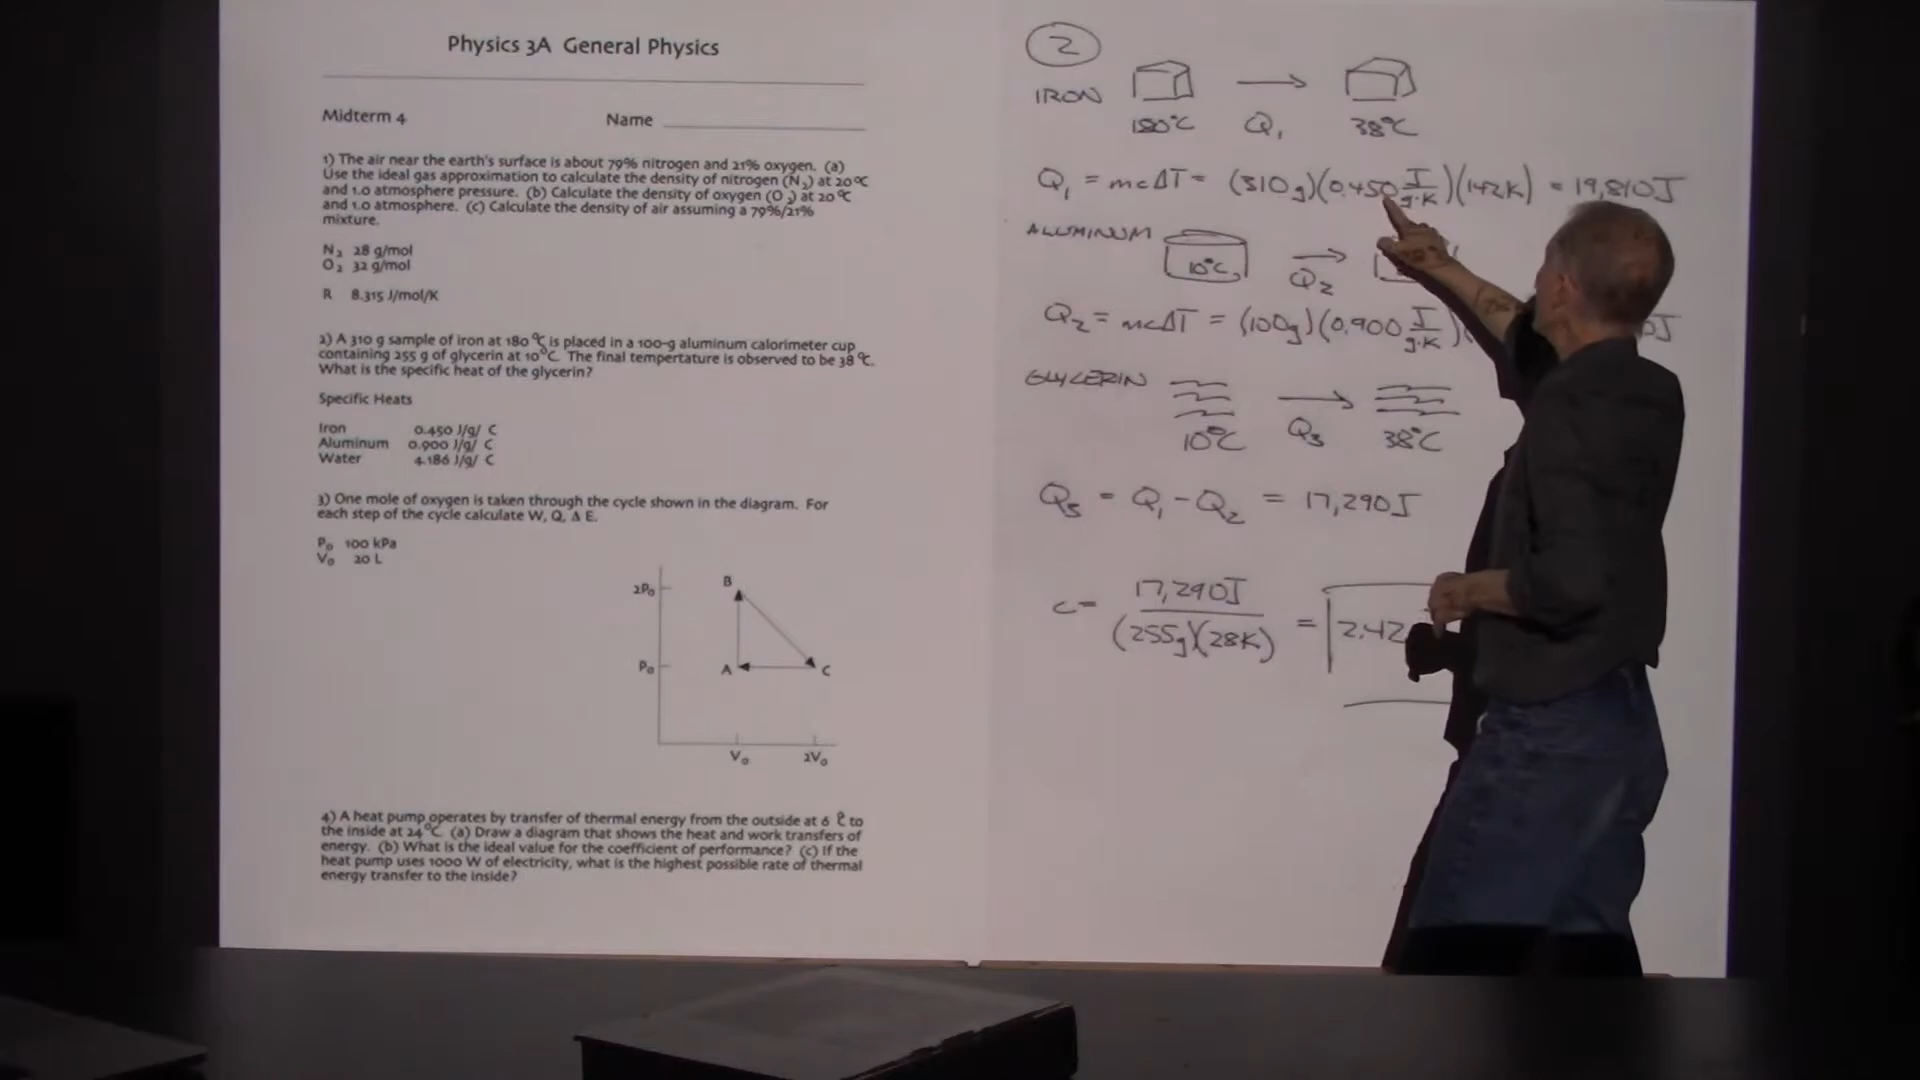 Physics 3A General Physics
Midterm 4 Name
1) The air near the earth's surface is about 79% nitrogen and 21% oxygen. (a)
Use the ideal gas approximation to calculate the density of nitrogen (N₂) at 20 °C
and 1.0 atmosphere pressure. (b) Calculate the density of oxygen (O₂) at 20 °C
and 1.0 atmosphere. (c) Calculate the density of air assuming a 79%/21%
mixture.
N₂ 28 g/mol
O₂ 32 g/mol
R 8.315 J/mol/K
2) A 310 g sample of iron at 180 °C is placed in a 100-g aluminum calorimeter cup
containing 255 g of glycerin at 10°C. The final tempertature is observed to be 38 °C.
What is the specific heat of the glycerin?
Specific Heats
Iron 0.450 J/g/ C
Aluminum 0.900 J/g/ C
Water 4.186 J/g/ C
3) One mole of oxygen is taken through the cycle shown in the diagram. For
each step of the cycle calculate W, Q, Δ E.
P₀ 100 kPa
V₀ 20 L
2P₀
B
P₀
A
C
V₀
2V₀
4) A heat pump operates by transfer of thermal energy from the outside at 6 °C to
the inside at 24°C. (a) Draw a diagram that shows the heat and work transfers of
energy. (b) What is the ideal value for the coefficient of performance? (c) If the
heat pump uses 1000 W of electricity, what is the highest possible rate of thermal
energy transfer to the inside?
2
IRON
180°C Q₁ 38°C
Q₁ = mcΔT = (310g)(0.450 J/g·K)(142K) = 19,810J
ALUMINUM
10°C Q₂
Q₂ = mcΔT = (100g)(0.900 J/g·K)( J
GLYCERIN
10°C Q₃ 38°C
Q₃ = Q₁ - Q₂ = 17,290J
c = 17,290J / (255g)(28K) = 2.42